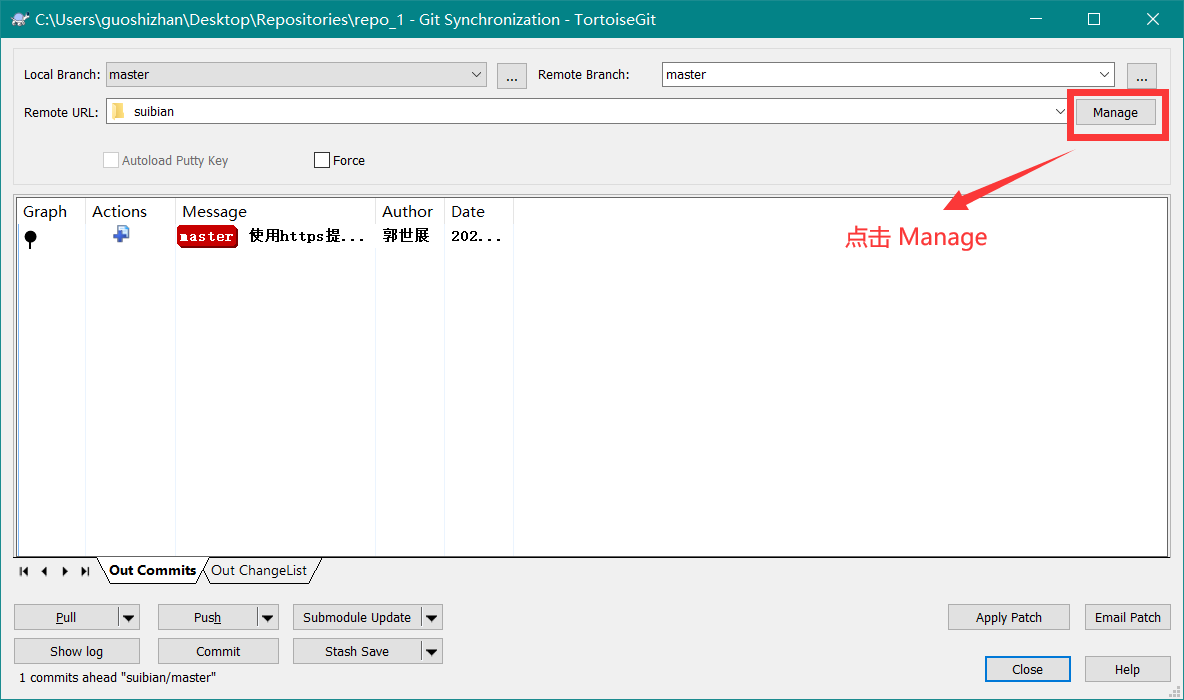 C:\Users\guoshizhan\Desktop\Repositories\repo_1 - Git Synchronization - TortoiseGit
Local Branch: master ... Remote Branch: master ...
Remote URL: suibian Manage
Autoload Putty Key Force
点击 Manage
Graph Actions Message Author Date
master 使用https提... 郭世展 202...
Out Commits Out ChangeList
Pull Push Submodule Update Apply Patch Email Patch
Show log Commit Stash Save Close Help
1 commits ahead "suibian/master"